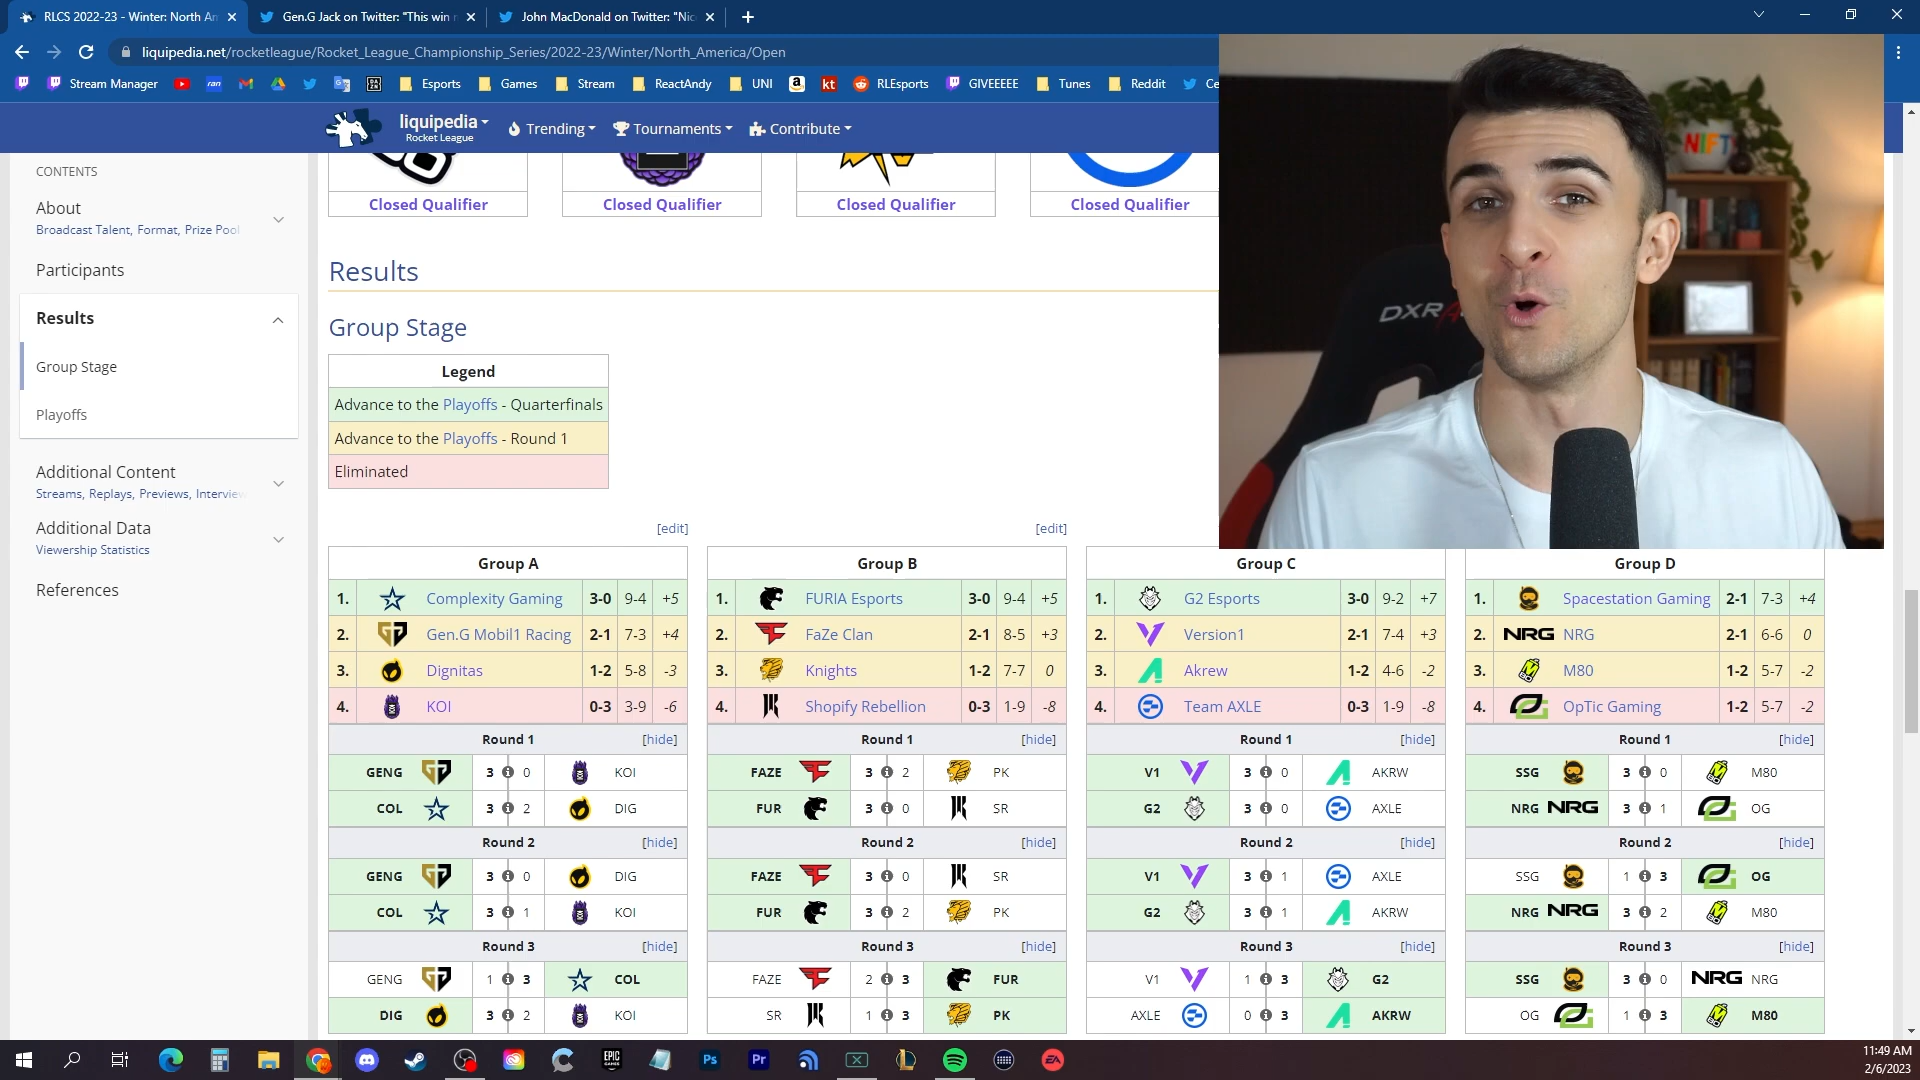 RLCS 2022-23 - Winter: North Am
Gen.G Jack on Twitter: "This win n
John MacDonald on Twitter: "Nic
liquipedia.net/rocketleague/Rocket_League_Championship_Series/2022-23/Winter/North_America/Open
Stream Manager
ran
Esports
Games
Stream
ReactAndy
UNI
kt
RLEsports
GIVEEEEE
Tunes
Reddit
Ce
liquipedia
Rocket League
Trending
Tournaments
Contribute
CONTENTS
About
Broadcast Talent, Format, Prize Pool
Participants
Results
Group Stage
Playoffs
Additional Content
Streams, Replays, Previews, Interview
Additional Data
Viewership Statistics
References
Closed Qualifier Closed Qualifier Closed Qualifier Closed Qualifier
Results
Group Stage
Legend
Advance to the Playoffs - Quarterfinals
Advance to the Playoffs - Round 1
Eliminated
[edit] [edit]
NIFT
DXRA
Group A
1. Complexity Gaming 3-0 9-4 +5
2. Gen.G Mobil1 Racing 2-1 7-3 +4
3. Dignitas 1-2 5-8 -3
4. KOI 0-3 3-9 -6
Round 1 [hide]
GENG 3 0 KOI
COL 3 2 DIG
Round 2 [hide]
GENG 3 0 DIG
COL 3 1 KOI
Round 3 [hide]
GENG 1 3 COL
DIG 3 2 KOI
Group B
1. FURIA Esports 3-0 9-4 +5
2. FaZe Clan 2-1 8-5 +3
3. Knights 1-2 7-7 0
4. Shopify Rebellion 0-3 1-9 -8
Round 1 [hide]
FAZE 3 2 PK
FUR 3 0 SR
Round 2 [hide]
FAZE 3 0 SR
FUR 3 2 PK
Round 3 [hide]
FAZE 2 3 FUR
SR 1 3 PK
Group C
1. G2 Esports 3-0 9-2 +7
2. Version1 2-1 7-4 +3
3. Akrew 1-2 4-6 -2
4. Team AXLE 0-3 1-9 -8
Round 1 [hide]
V1 3 0 AKRW
G2 3 0 AXLE
Round 2 [hide]
V1 3 1 AXLE
G2 3 1 AKRW
Round 3 [hide]
V1 1 3 G2
AXLE 0 3 AKRW
Group D
1. Spacestation Gaming 2-1 7-3 +4
2. NRG NRG 2-1 6-6 0
3. M80 1-2 5-7 -2
4. OpTic Gaming 1-2 5-7 -2
Round 1 [hide]
SSG 3 0 M80
NRG NRG 3 1 OG
Round 2 [hide]
SSG 1 3 OG
NRG NRG 3 2 M80
Round 3 [hide]
SSG 3 0 NRG NRG
OG 1 3 M80
EPIC GAMES
Ps
Pr
EA
11:49 AM
2/6/2023